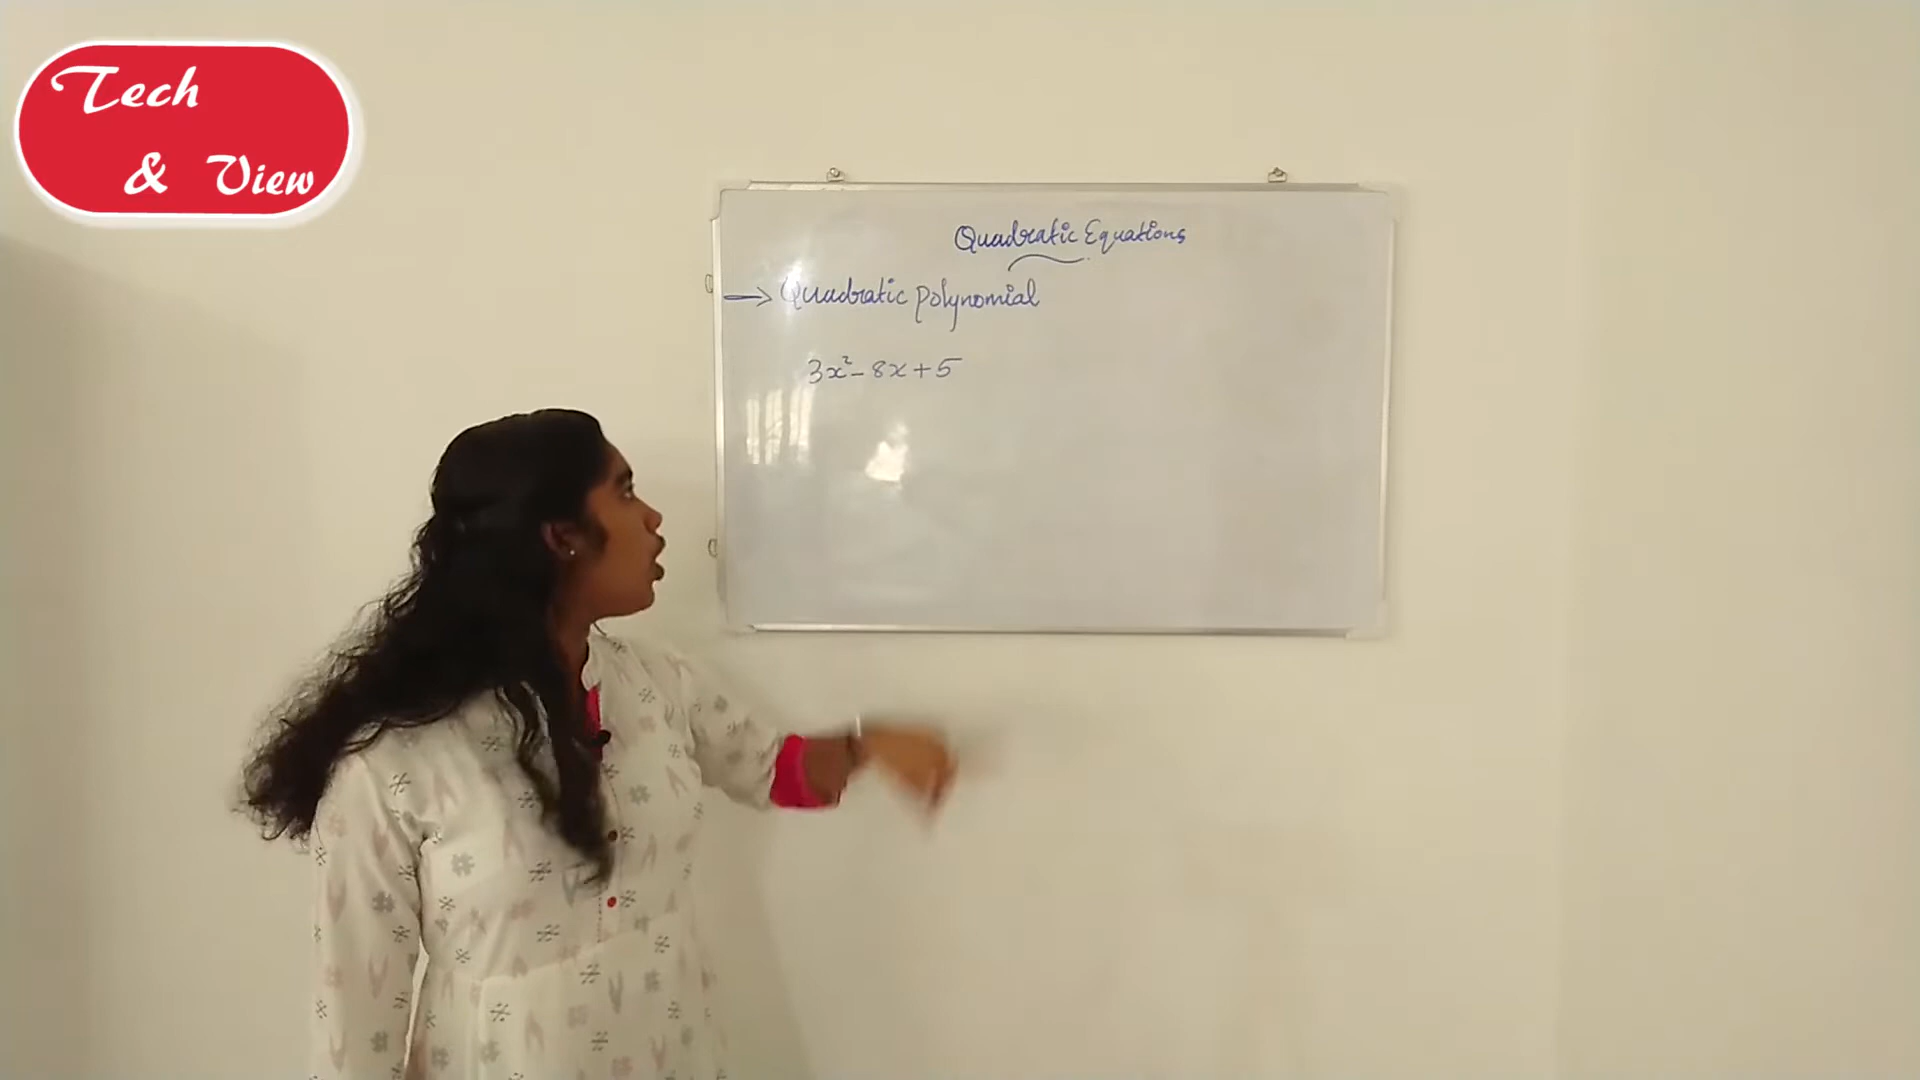 Tech
& View
Quadratic Equations
→ Quadratic polynomial
3x² - 8x + 5